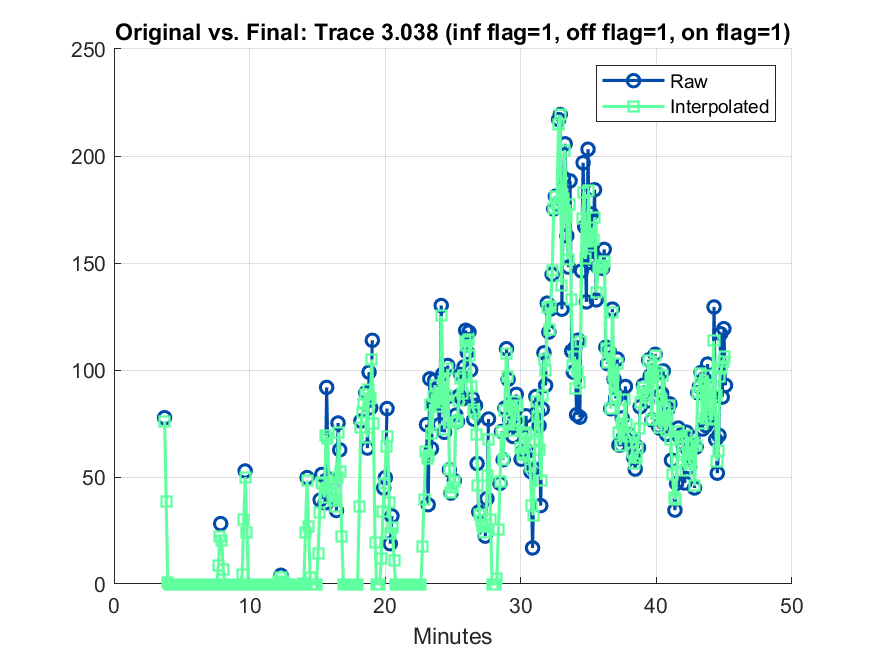 Original vs. Final: Trace 3.038 (inf flag=1, off flag=1, on flag=1)
250
200
150
100
50
0
0 10 20 30 40 50
Minutes
Raw
Interpolated